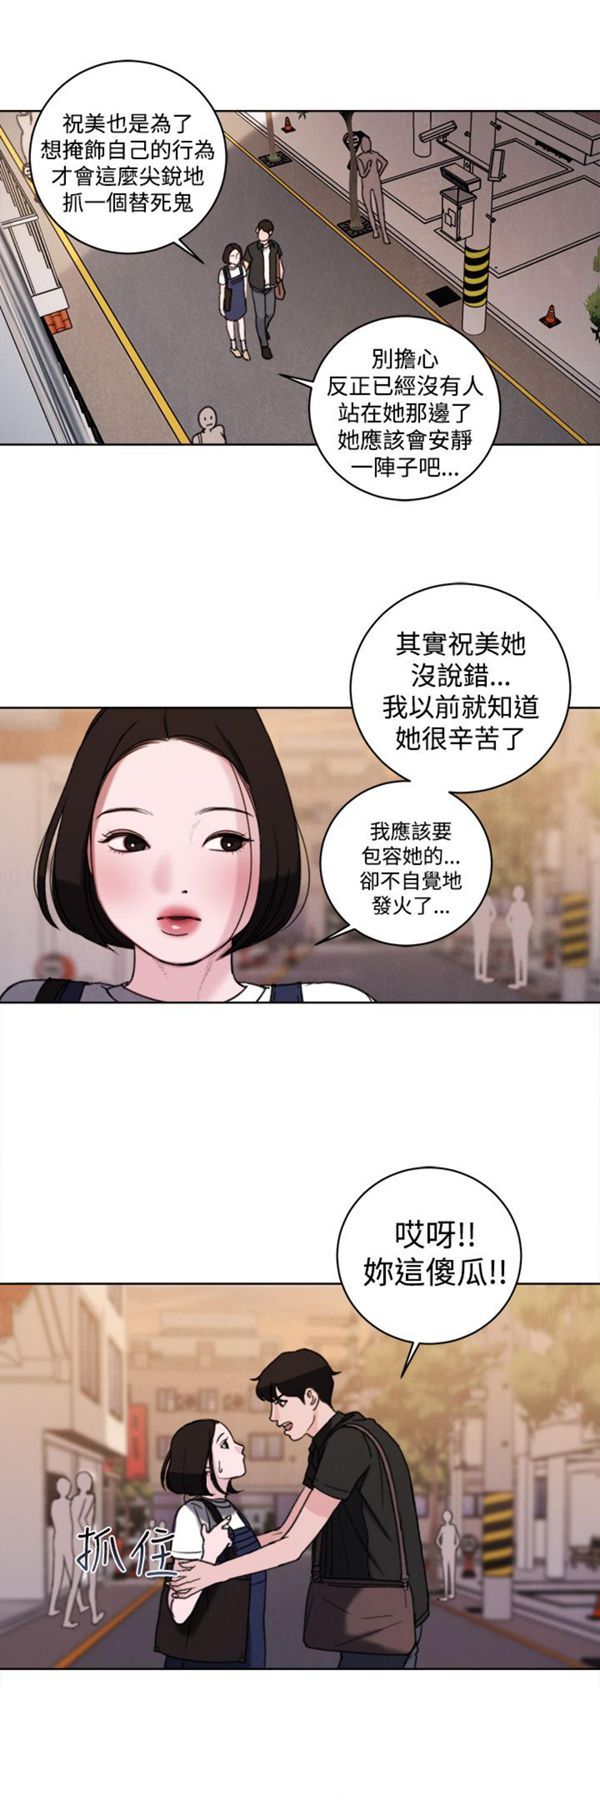 祝美也是為了
想掩飾自己的行為
才會這麼尖銳地
抓一個替死鬼
別擔心
反正已經沒有人
站在她那邊了
她應該會安靜
一陣子吧...
其實祝美她
沒說錯...
我以前就知道
她很辛苦了
我應該要
包容她的...
卻不自覺地
發火了...
哎呀!!
妳這傻瓜!!
抓住